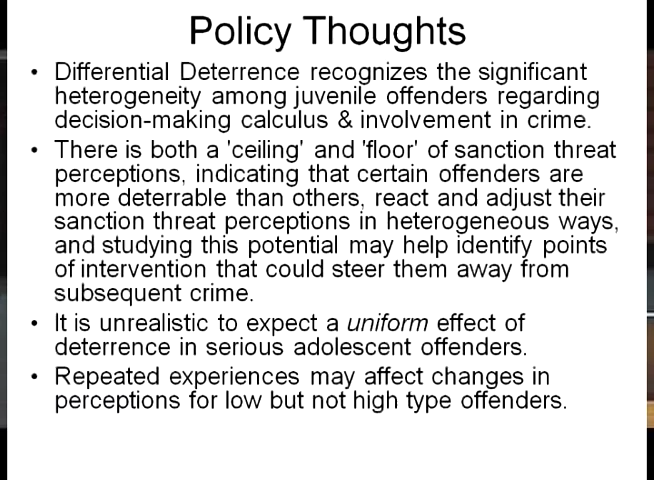 Policy Thoughts
• Differential Deterrence recognizes the significant
heterogeneity among juvenile offenders regarding
decision-making calculus & involvement in crime.
• There is both a 'ceiling' and 'floor' of sanction threat
perceptions, indicating that certain offenders are
more deterrable than others, react and adjust their
sanction threat perceptions in heterogeneous ways,
and studying this potential may help identify points
of intervention that could steer them away from
subsequent crime.
• It is unrealistic to expect a uniform effect of
deterrence in serious adolescent offenders.
• Repeated experiences may affect changes in
perceptions for low but not high type offenders.